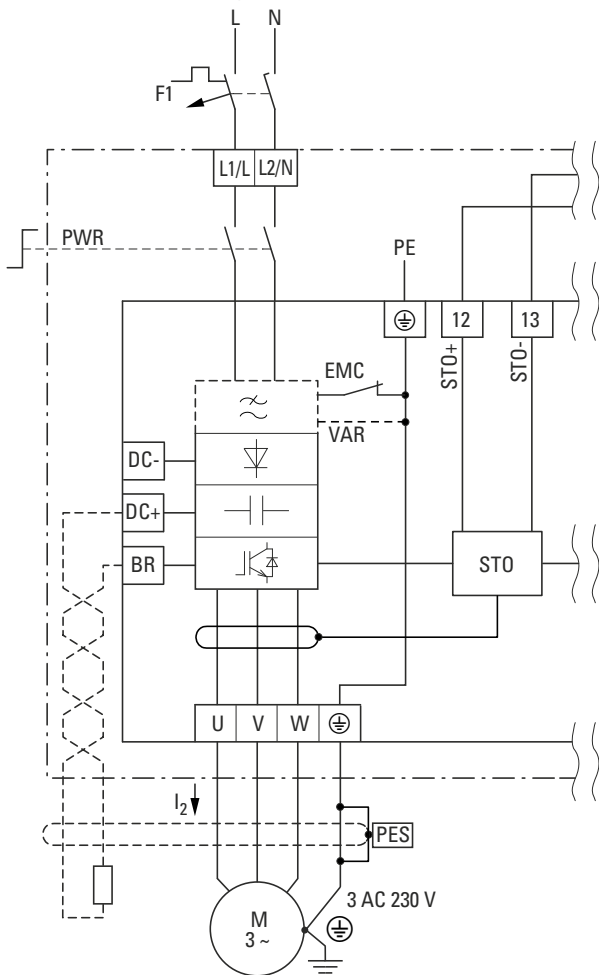 L N
F1
L1/L L2/N
PWR
PE
12 13
STO+ STO-
EMC
VAR
DC-
DC+
BR
STO
U V W
I2
PES
3 AC 230 V
M
3 ~